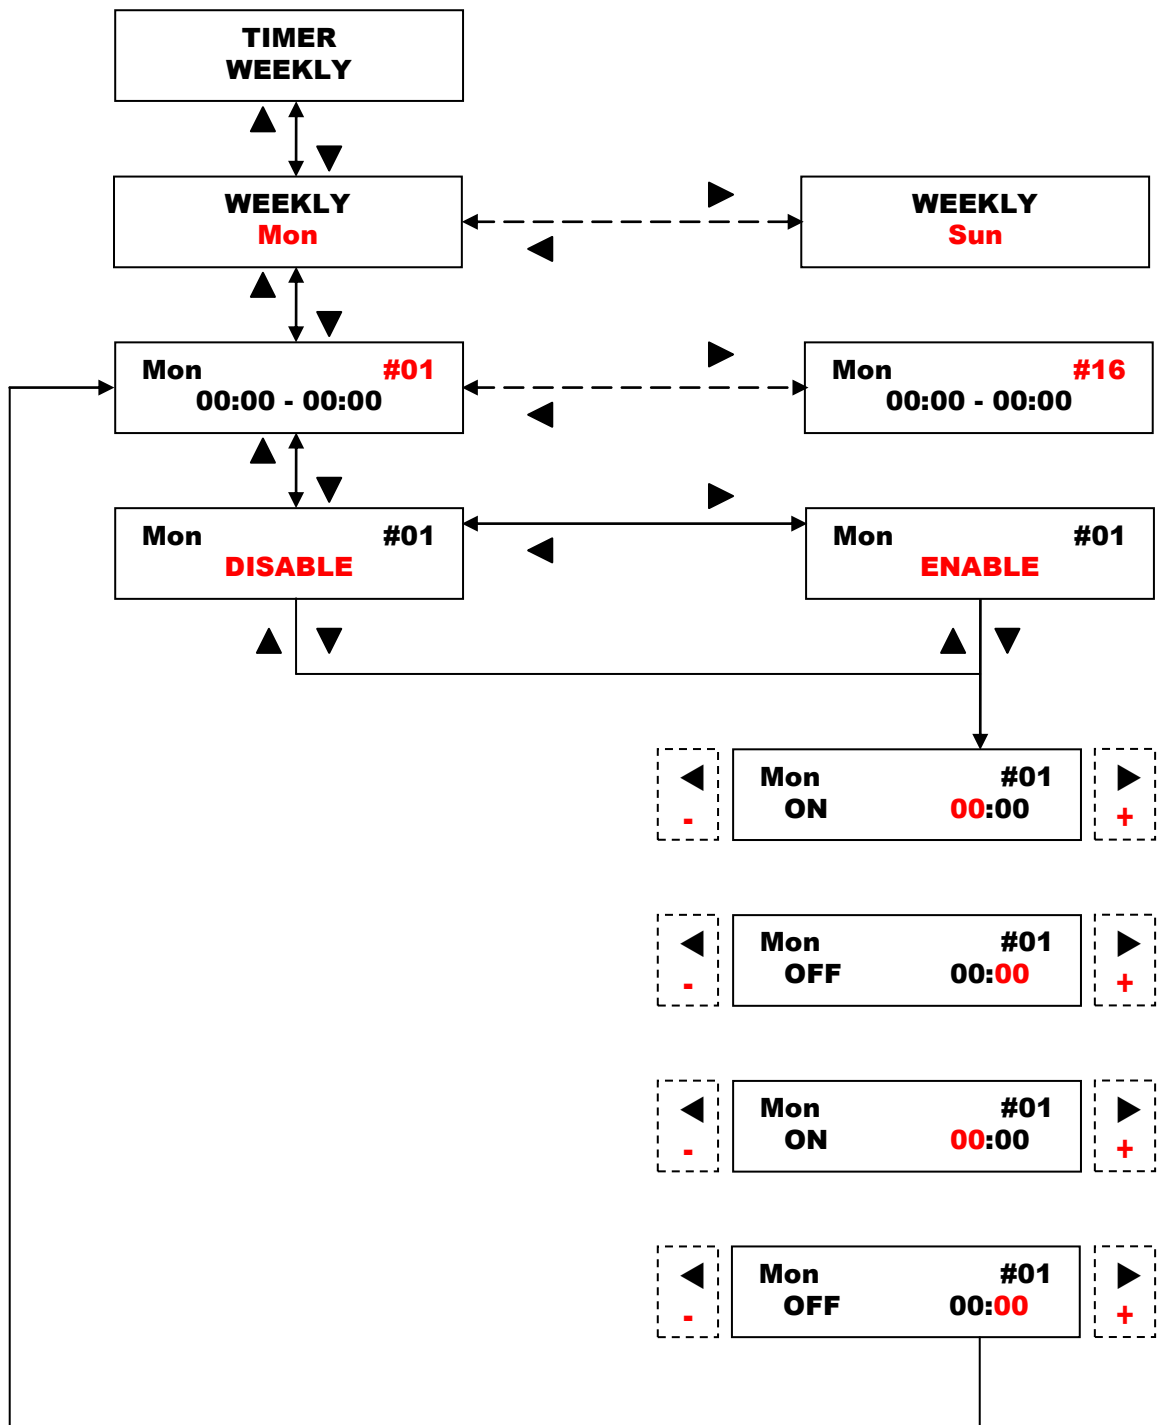 TIMER
WEEKLY
WEEKLY
Mon
WEEKLY
Sun
Mon #01
00:00 - 00:00
Mon #16
00:00 - 00:00
Mon #01
DISABLE
Mon #01
ENABLE
Mon #01
- ON 00:00 +
Mon #01
- OFF 00:00 +
Mon #01
- ON 00:00 +
Mon #01
- OFF 00:00 +